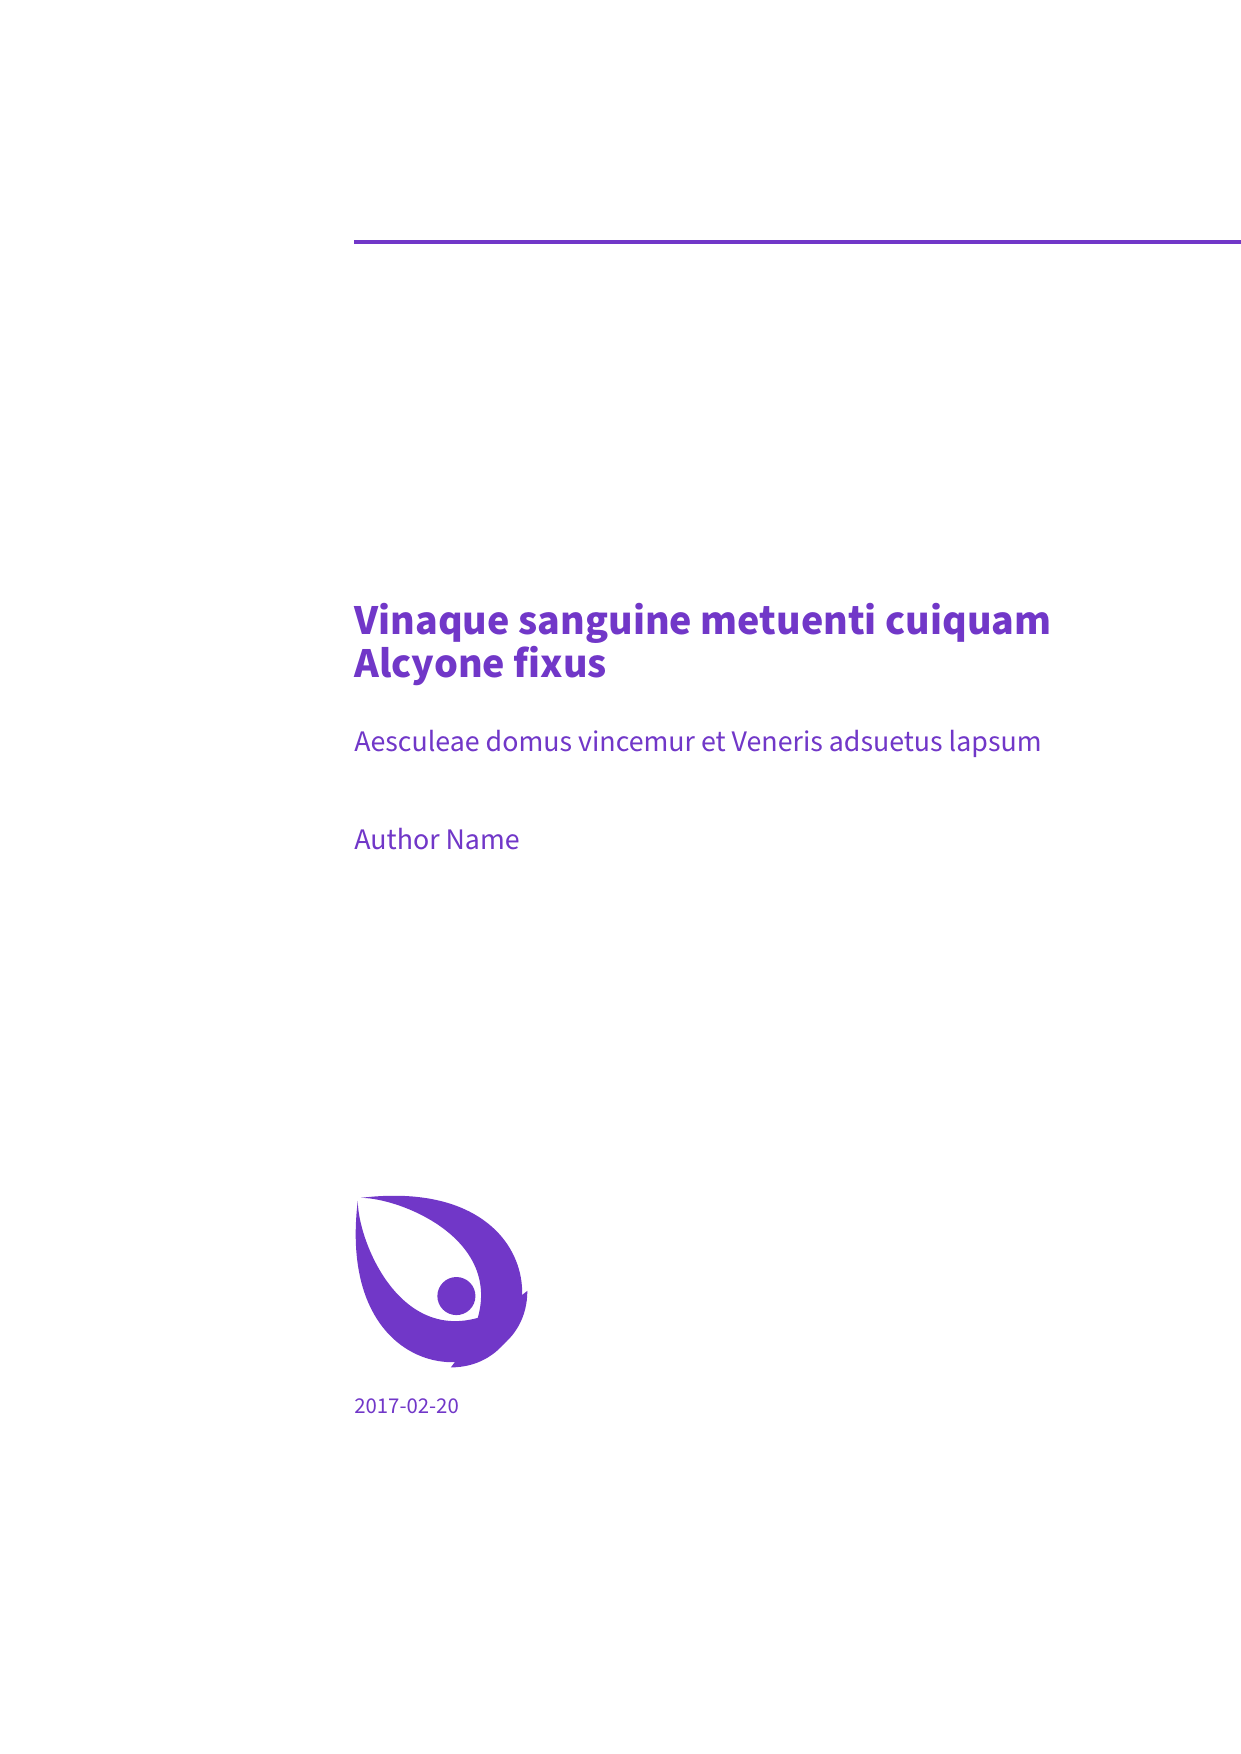 Vinaque sanguine metuenti cuiquam
Alcyone fixus
Aesculeae domus vincemur et Veneris adsuetus lapsum
Author Name
2017-02-20